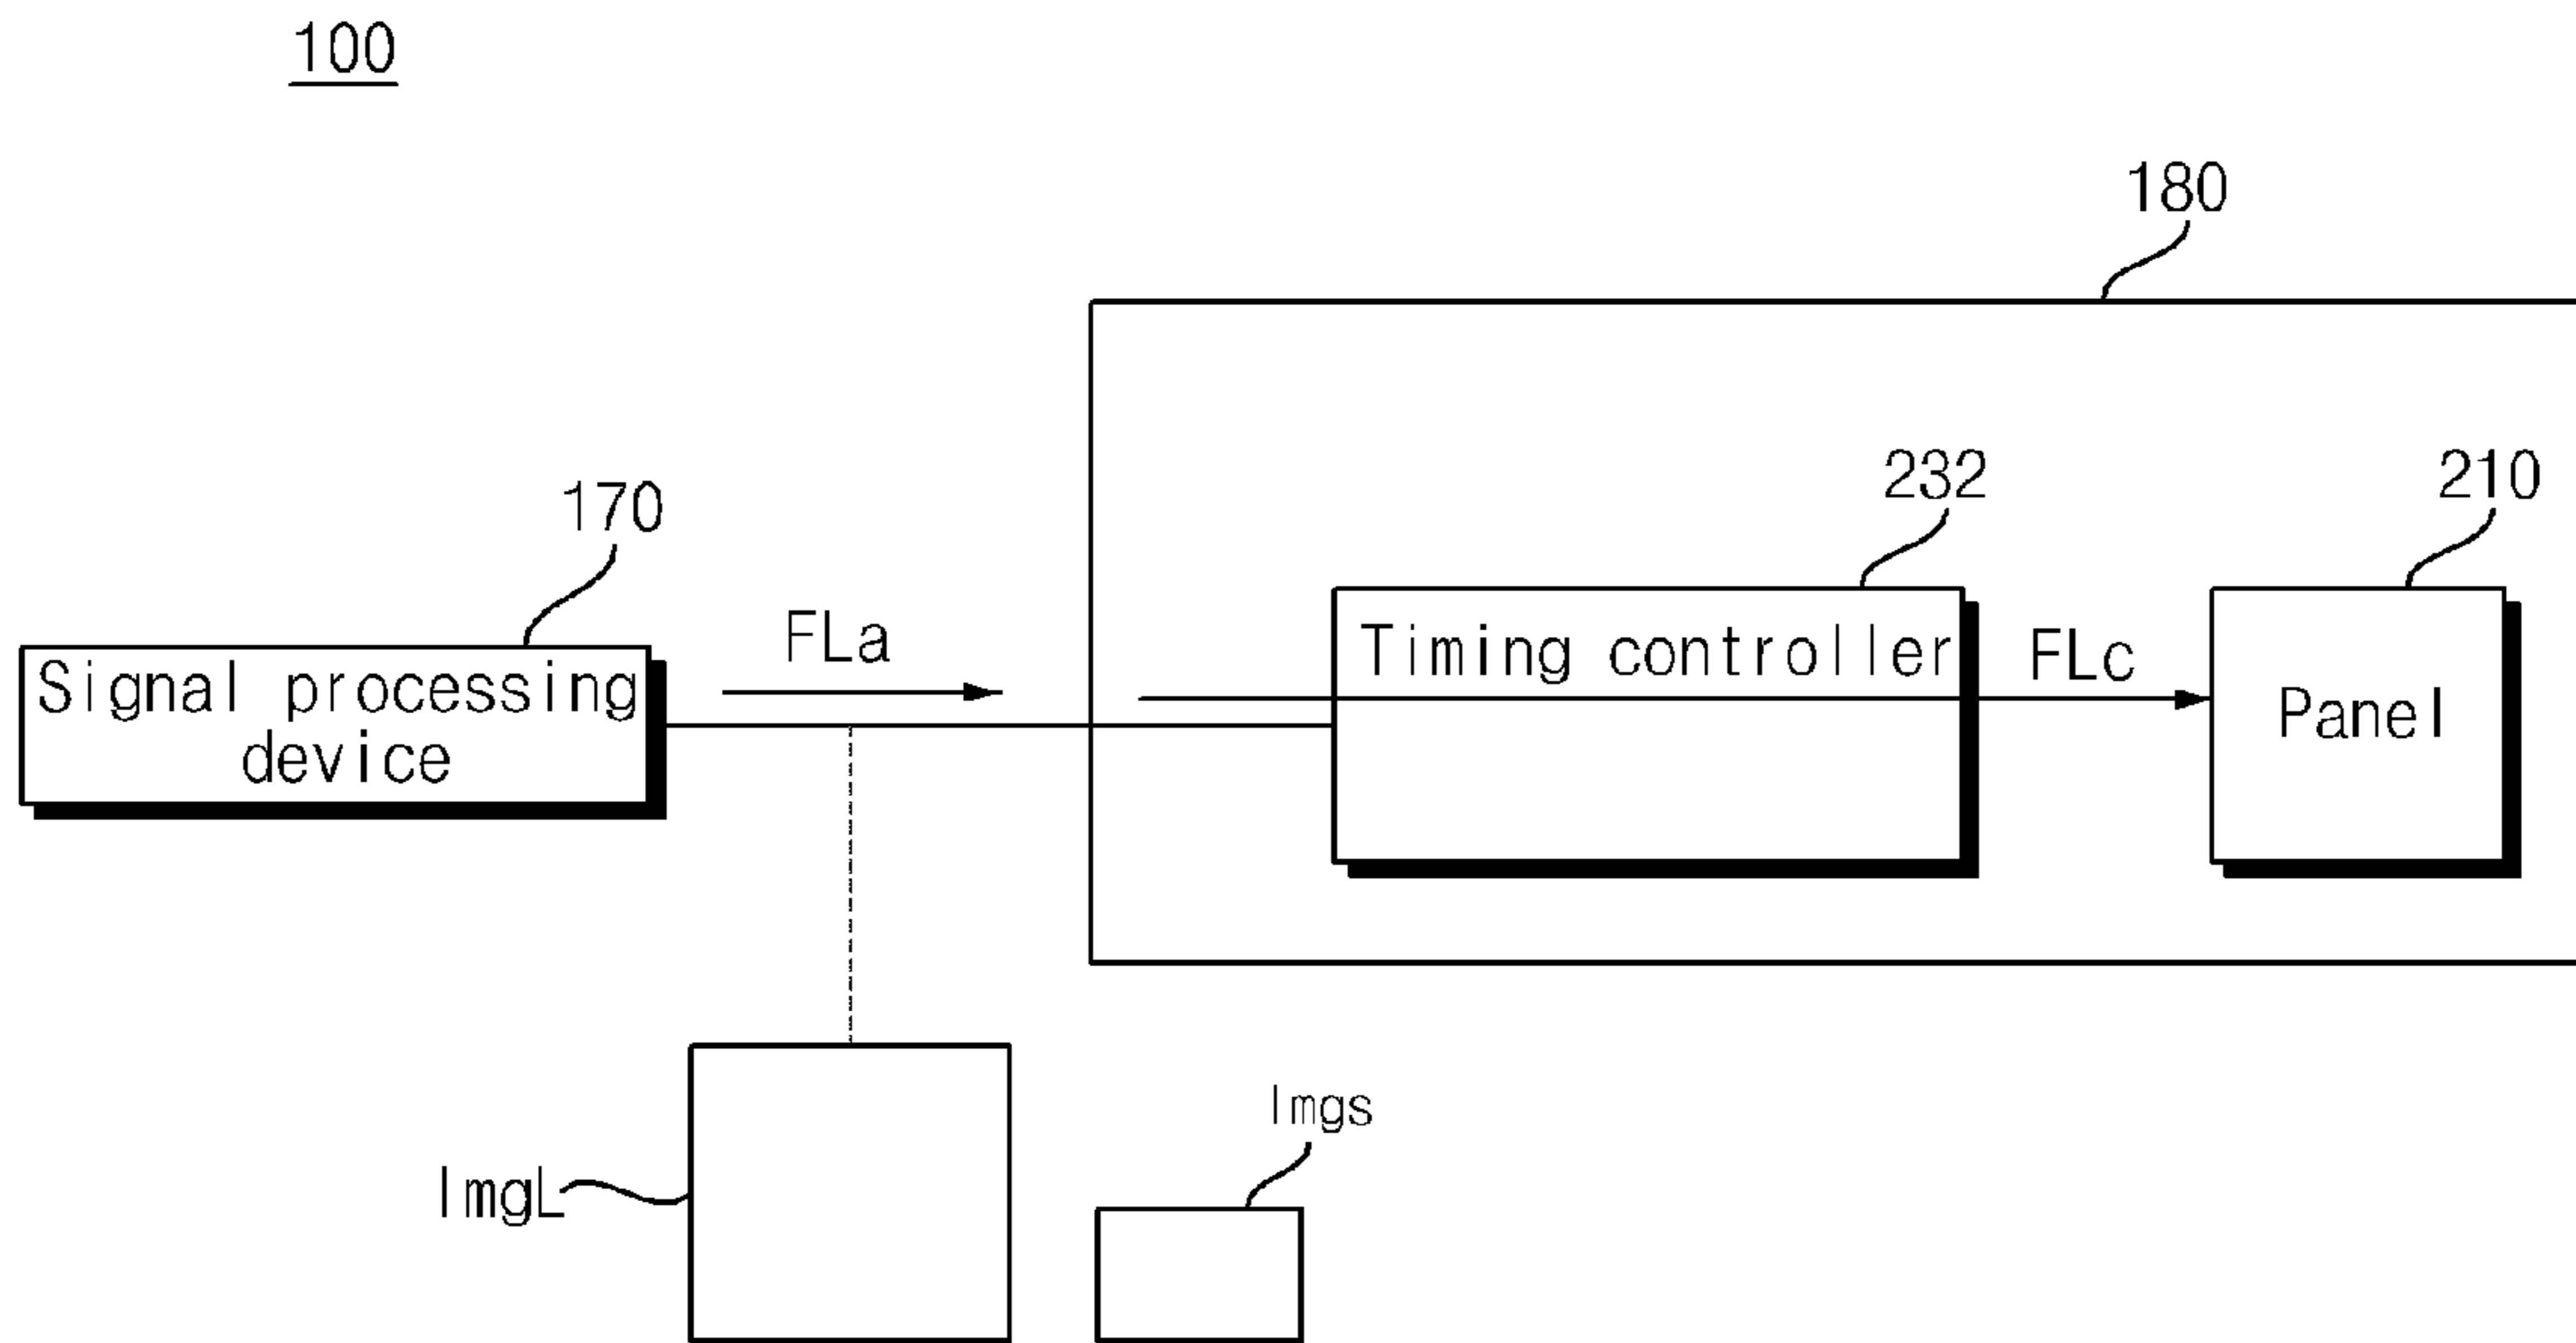 100
180
232
210
170
FLa
Timing controller
FLc
Signal processing
device
Panel
Imgs
ImgL